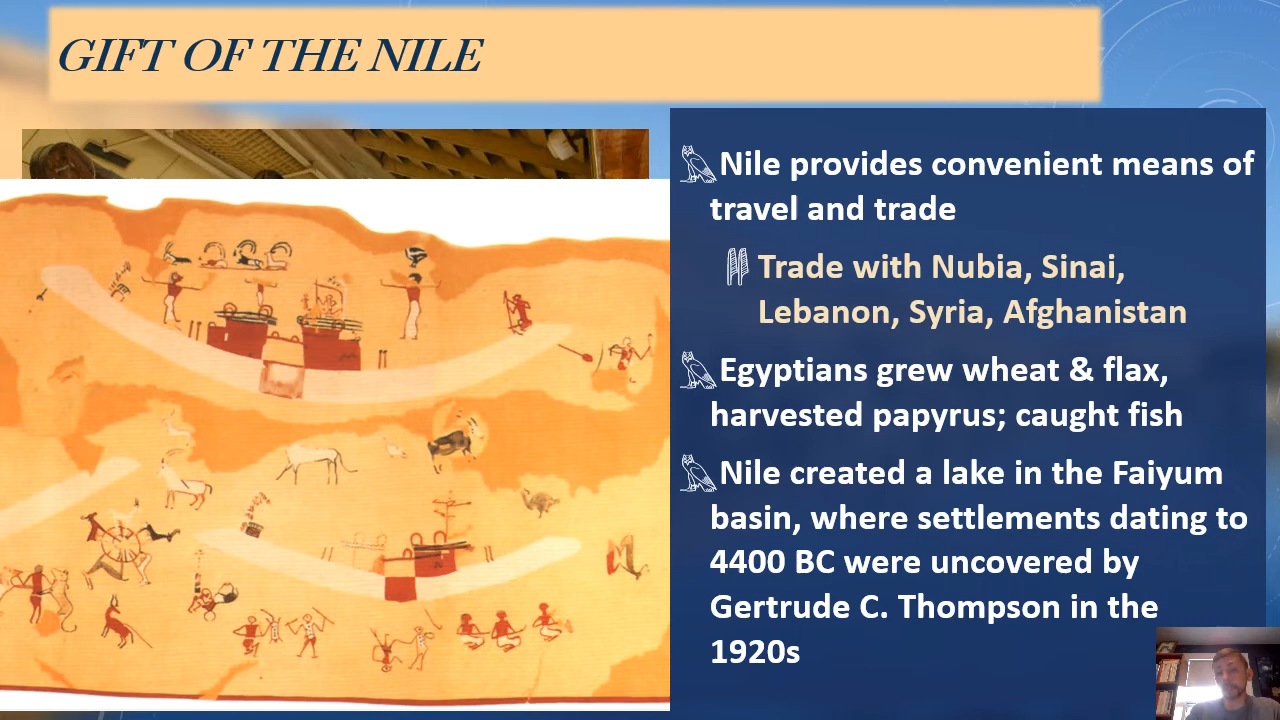 GIFT OF THE NILE
Nile provides convenient means of
travel and trade
Trade with Nubia, Sinai,
Lebanon, Syria, Afghanistan
Egyptians grew wheat & flax,
harvested papyrus; caught fish
Nile created a lake in the Faiyum
basin, where settlements dating to
4400 BC were uncovered by
Gertrude C. Thompson in the
1920s